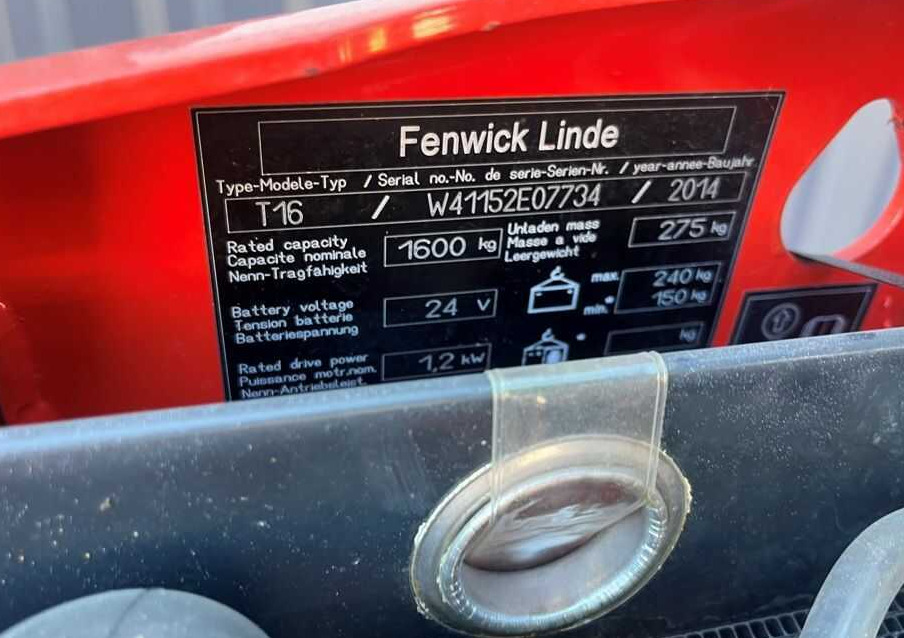 Fenwick Linde
Type-Modele-Typ / Serial no.-No. de serie-Serien-Nr. / year-annee-Baujahr
T16 / W41152E07734 / 2014
Rated capacity
Capacite nominale
Nenn-Tragfahigkeit
1600 kg
Unladen mass
Masse a vide
Leergewicht
275 kg
max. 240 kg
min.* 150 kg
Battery voltage
Tension batterie
Batteriespannung
24 V
* kg
Rated drive power
Puissance motr.nom.
Nenn-Antriebsleist.
1,2 kW